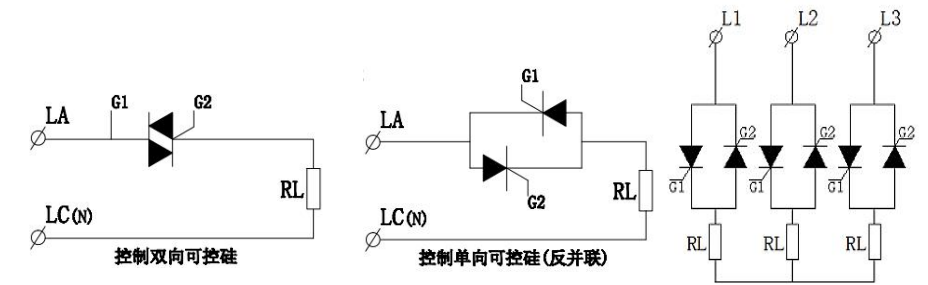 G1 G2
LA
RL
LC(N)
控制双向可控硅
G1
LA
G2
RL
LC(N)
控制单向可控硅(反并联)
L1 L2 L3
G2 G2 G2
G1 G1 G1
RL RL RL